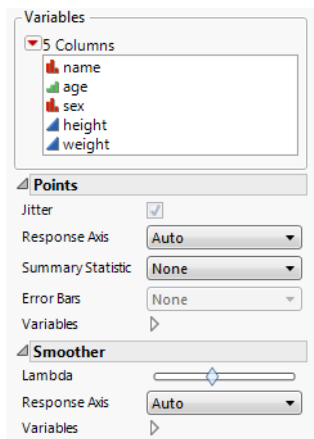 Variables
5 Columns
name
age
sex
height
weight
Points
Jitter
Response Axis Auto
Summary Statistic None
Error Bars None
Variables
Smoother
Lambda
Response Axis Auto
Variables